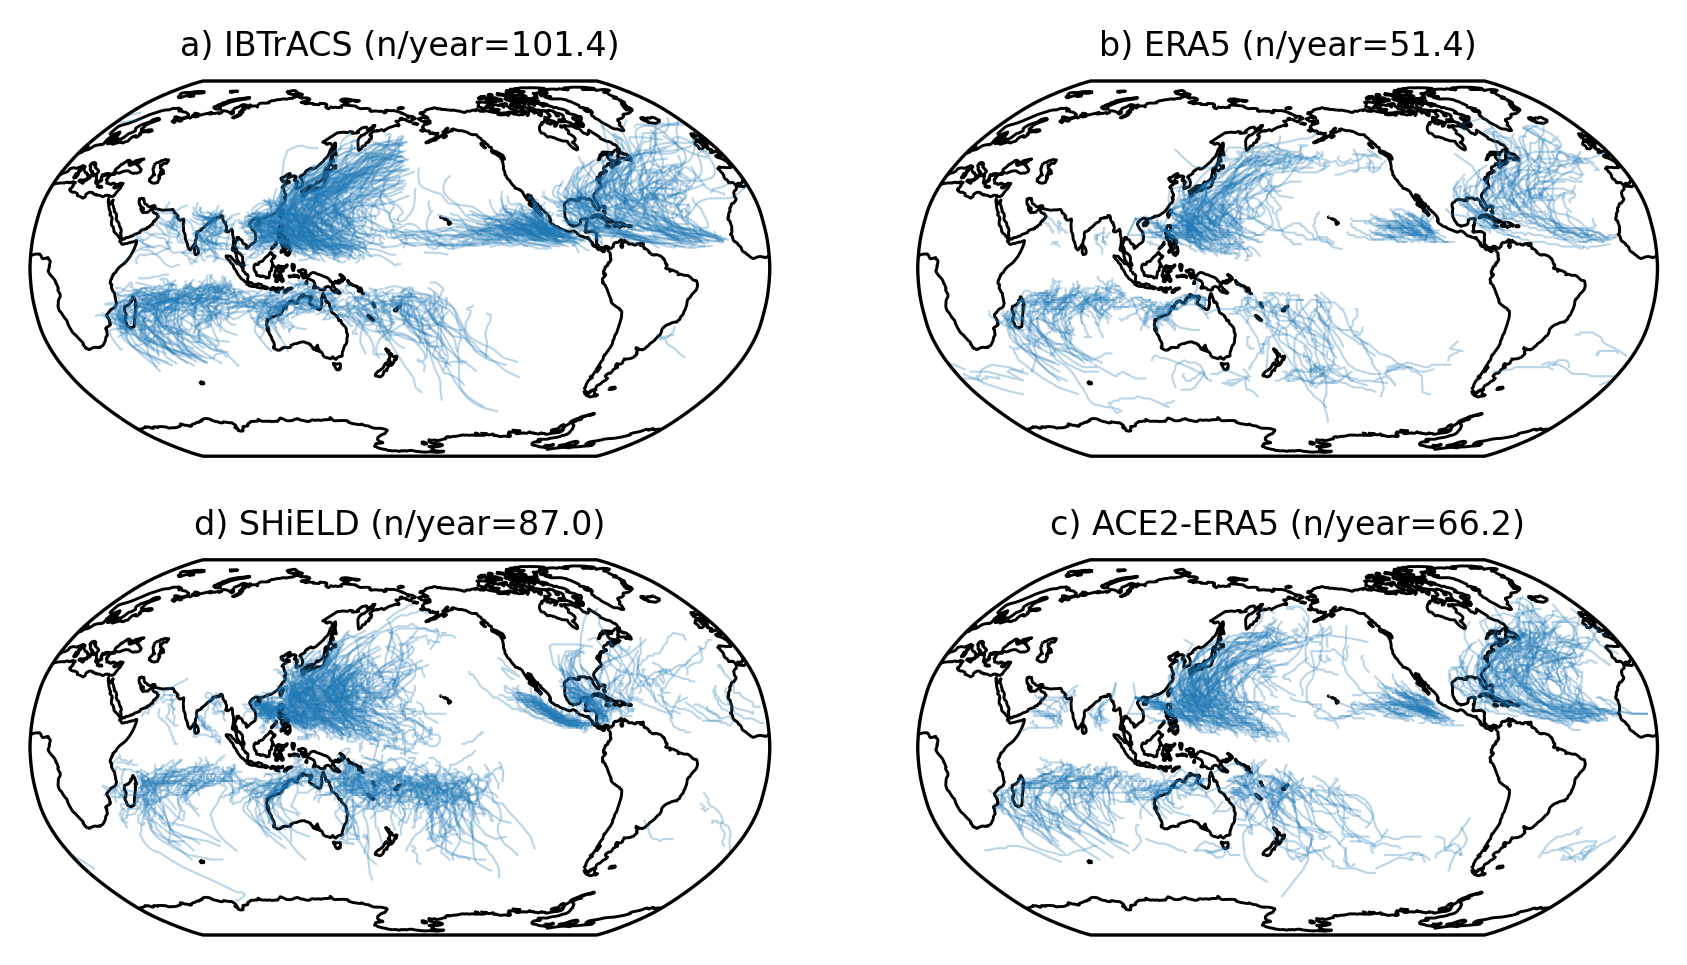 a) IBTrACS (n/year=101.4)
b) ERA5 (n/year=51.4)
d) SHiELD (n/year=87.0)
c) ACE2-ERA5 (n/year=66.2)